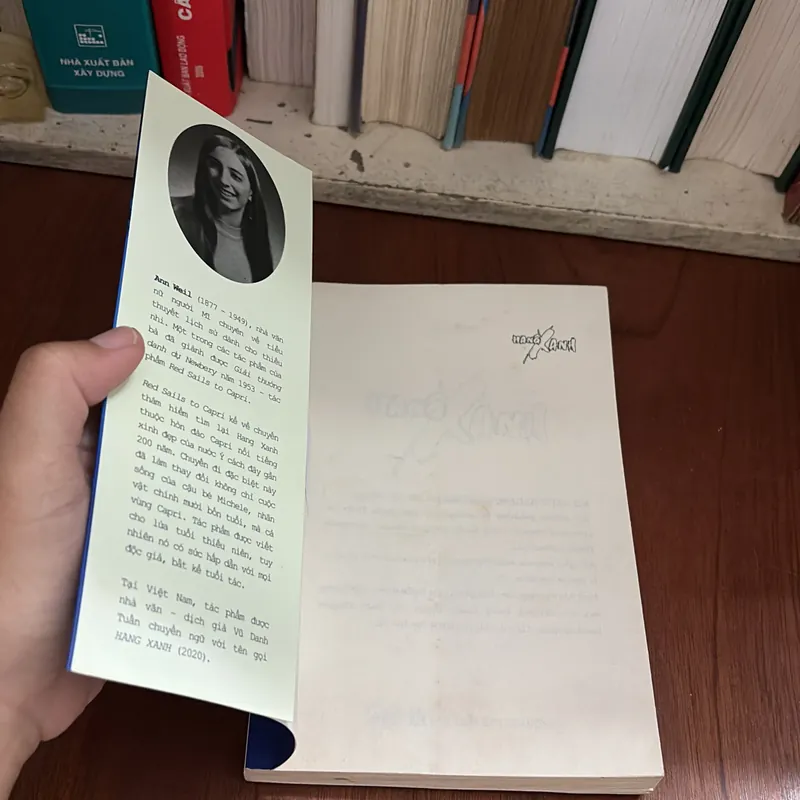 NHÀ XUẤT BẢN
XÂY DỰNG
Ann Weil (1877 - 1949), nhà văn
nữ người Mĩ chuyên về tiểu
thuyết lịch sử dành cho thiếu
nhi. Một trong các tác phẩm của
bà đã giành được Giải thưởng
danh dự Newbery năm 1953 - tác
phẩm Red Sails to Capri.
Red Sails to Capri kể về chuyến
thám hiểm tìm lại Hang Xanh
thuộc hòn đảo Capri nổi tiếng
xinh đẹp của nước Ý cách đây gần
200 năm. Chuyến đi đặc biệt này
đã làm thay đổi không chỉ cuộc
sống của cậu bé Michele, nhân
vật chính mười bốn tuổi, mà cả
vùng Capri. Tác phẩm được viết
cho lứa tuổi thiếu niên, tuy
nhiên nó có sức hấp dẫn với mọi
độc giả, bất kể tuổi tác.
Tại Việt Nam, tác phẩm được
nhà văn - dịch giả Vũ Danh
Tuấn chuyển ngữ với tên gọi
HANG XANH (2020).
HANG XANH